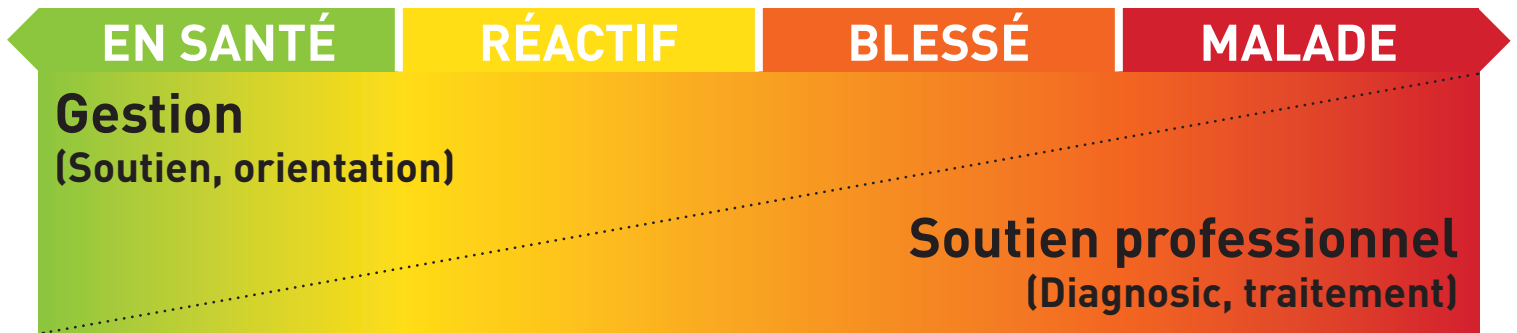 EN SANTÉ RÉACTIF BLESSÉ MALADE
Gestion
(Soutien, orientation)
Soutien professionnel
(Diagnosic, traitement)